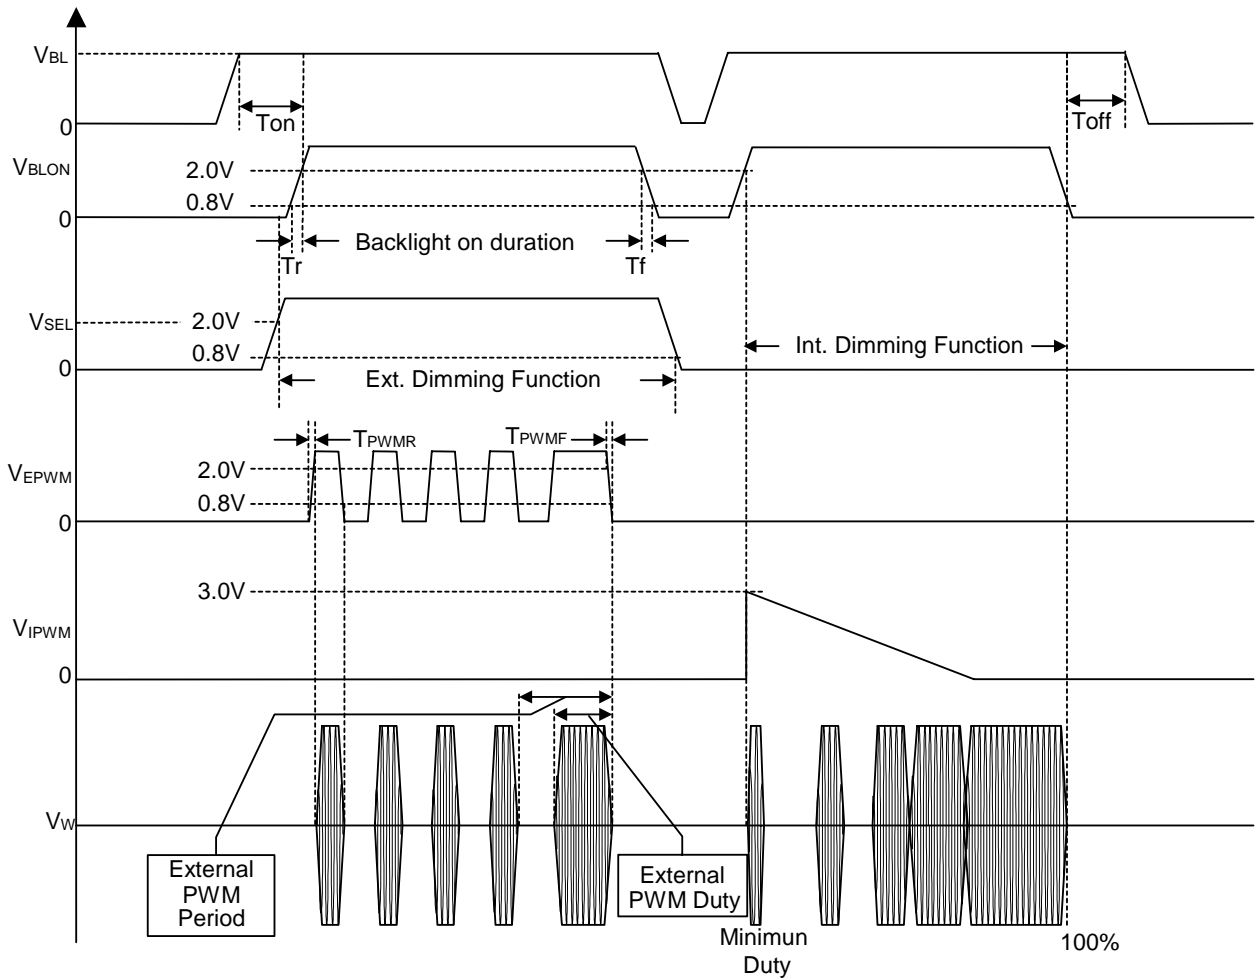 VBL
0
Ton
Toff
VBLON
2.0V
0.8V
0
Backlight on duration
Tr
Tf
VSEL
2.0V
0.8V
0
Int. Dimming Function
Ext. Dimming Function
TPWMR
TPWMF
VEPWM
2.0V
0.8V
0
3.0V
VIPWM
0
VW
External
PWM
Period
External
PWM Duty
Minimun
Duty
100%